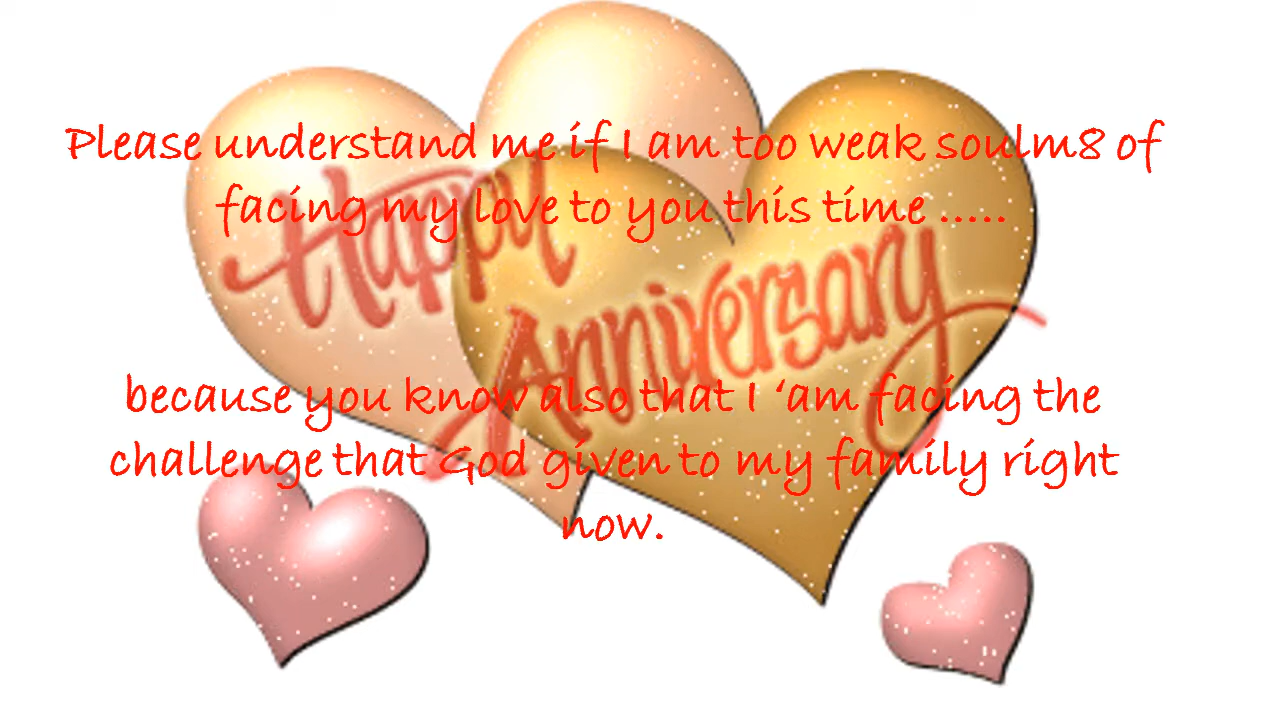 Please understand me if I am too weak soulm8 of
facing my love to you this time .....
Happy
Anniversary
because you know also that I ‘am facing the
challenge that God given to my family right
now.